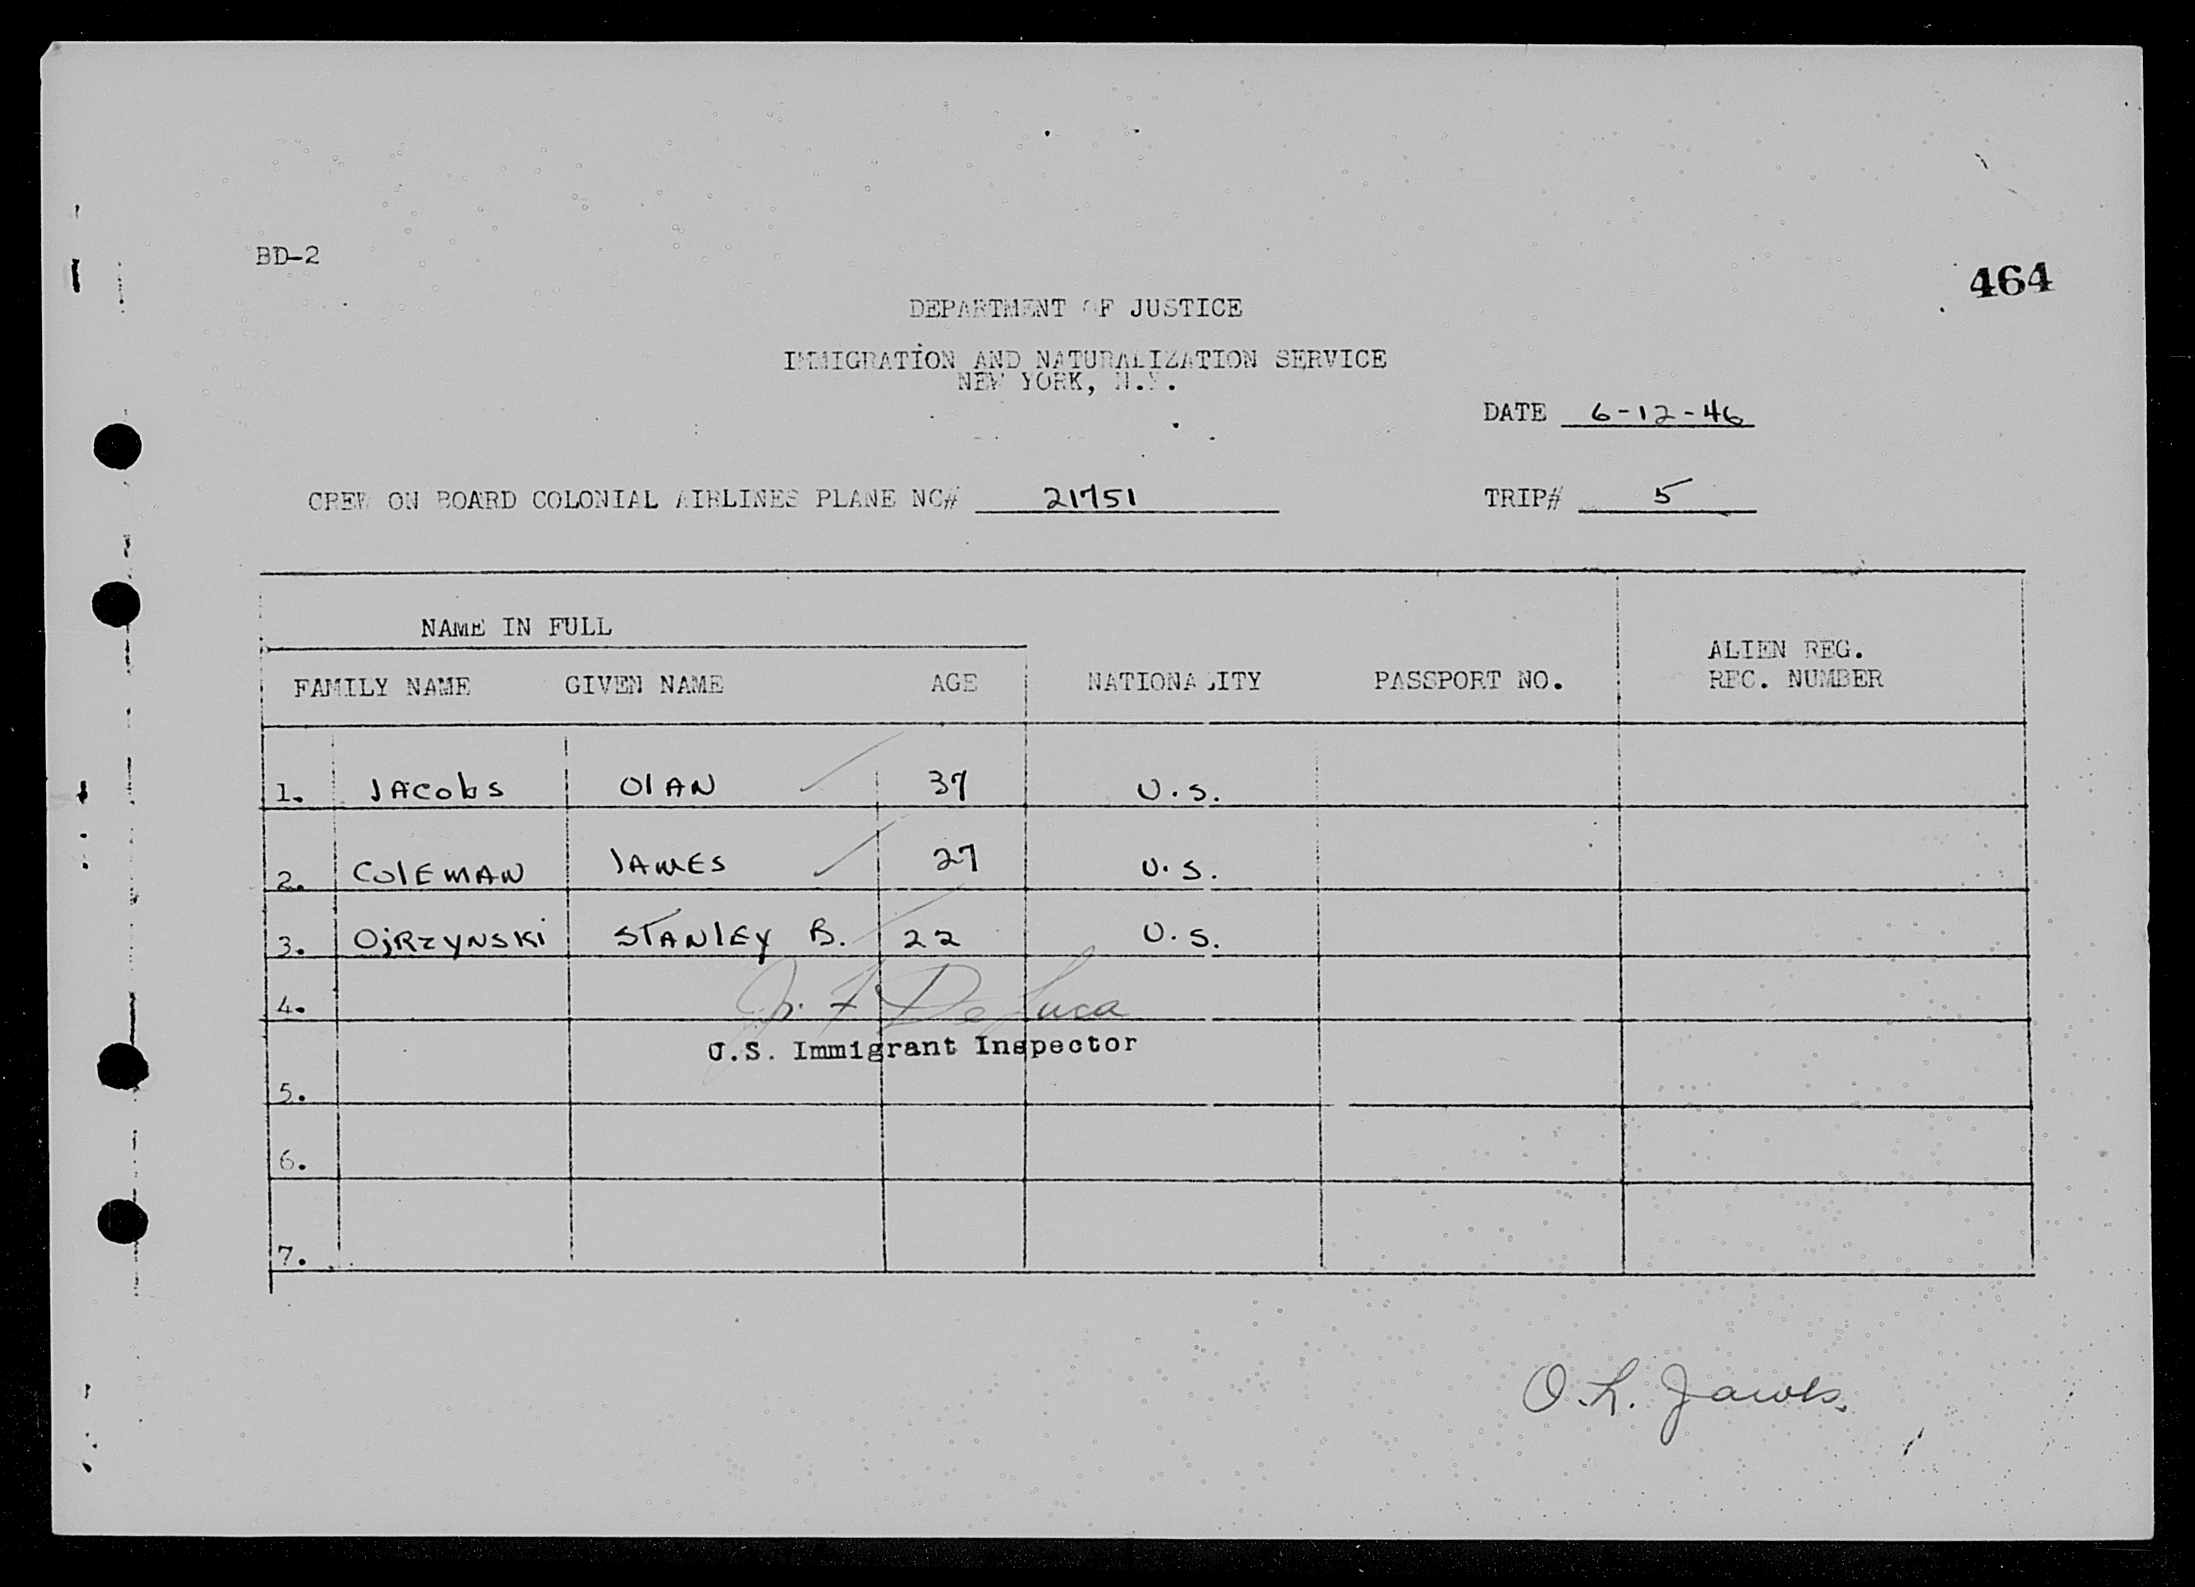 BD-2
464
DEPARTMENT OF JUSTICE
IMMIGRATION AND NATURALIZATION SERVICE
NEW YORK, N.Y.
DATE 6-12-46
CREW ON BOARD COLONIAL AIRLINES PLANE NC# 21751 TRIP# 5
NAME IN FULL
FAMILY NAME GIVEN NAME AGE NATIONALITY PASSPORT NO. ALIEN REG. REC. NUMBER
1. JACObS OlAN 37 U.S.
2. COlEMAN JAMES 27 U.S.
3. OjRZYNSKi STANlEY B. 22 U.S.
4. F. De Luca
U.S. Immigrant Inspector
5.
6.
7.
O.L. Jacobs.